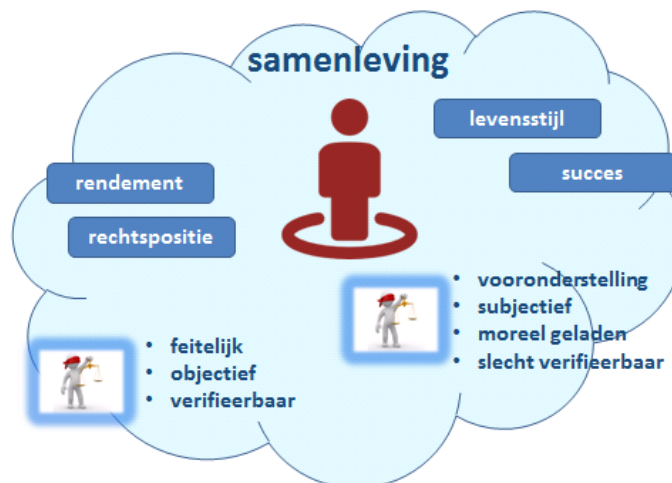 samenleving
levensstijl
succes
rendement
rechtspositie
• vooronderstelling
• subjectief
• moreel geladen
• slecht verifieerbaar
• feitelijk
• objectief
• verifieerbaar